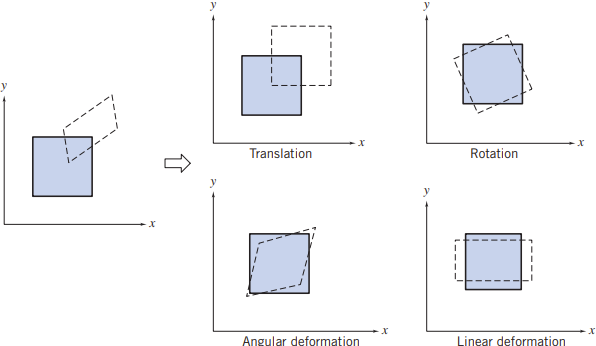 y
x
y
x
Translation
y
x
Rotation
y
x
Angular deformation
y
x
Linear deformation